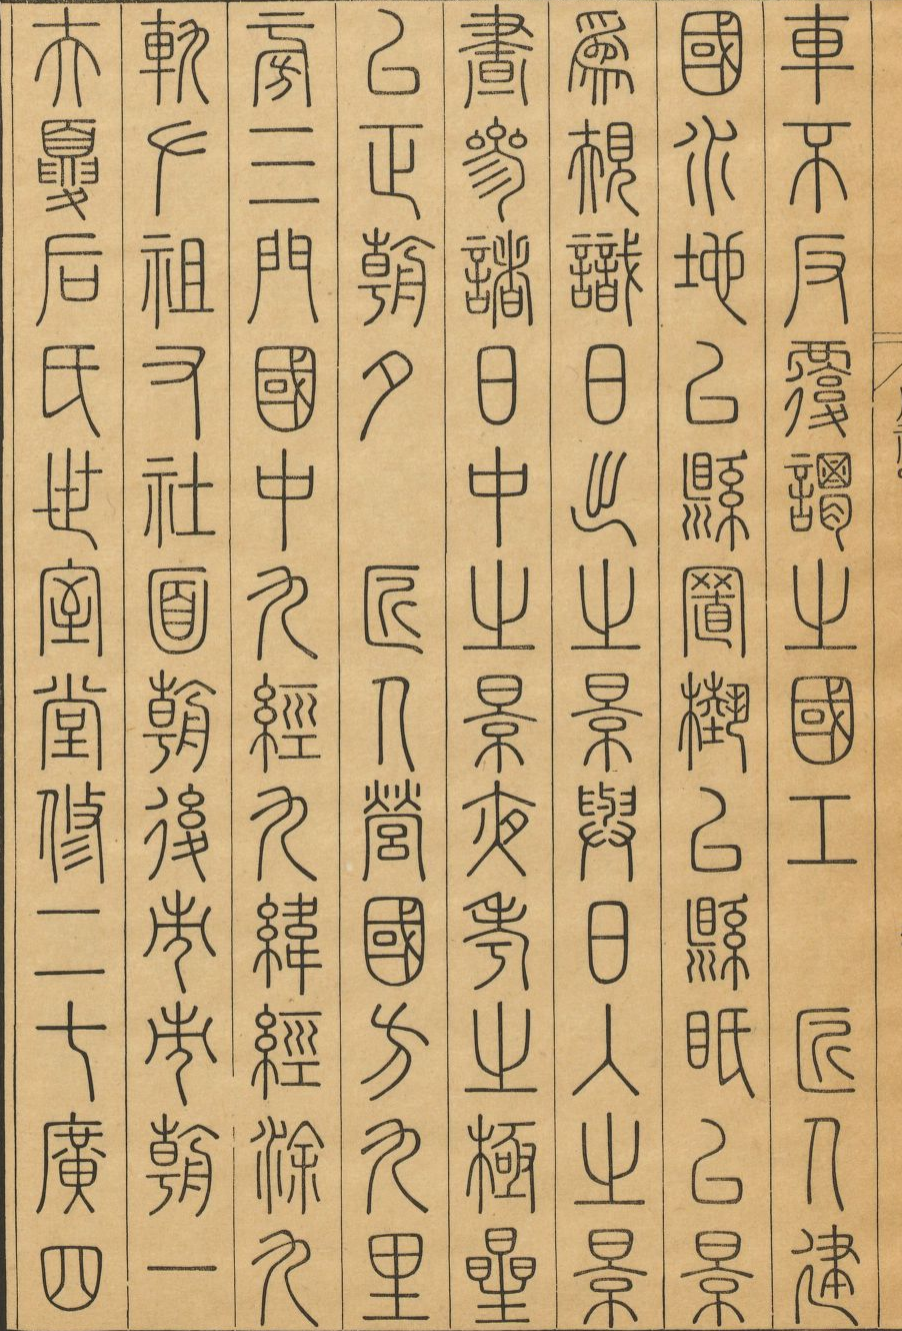 車不反覆謂之國工 匠人建
國水地以縣置槷以縣眡以景
爲規識日出之景與日入之景
晝參諸日中之景夜考之極星
以正朝夕 匠人營國方九里
旁三門國中九經九緯經涂九
軌左祖右社面朝後市市朝一
夫夏后氏世室堂修二七廣四